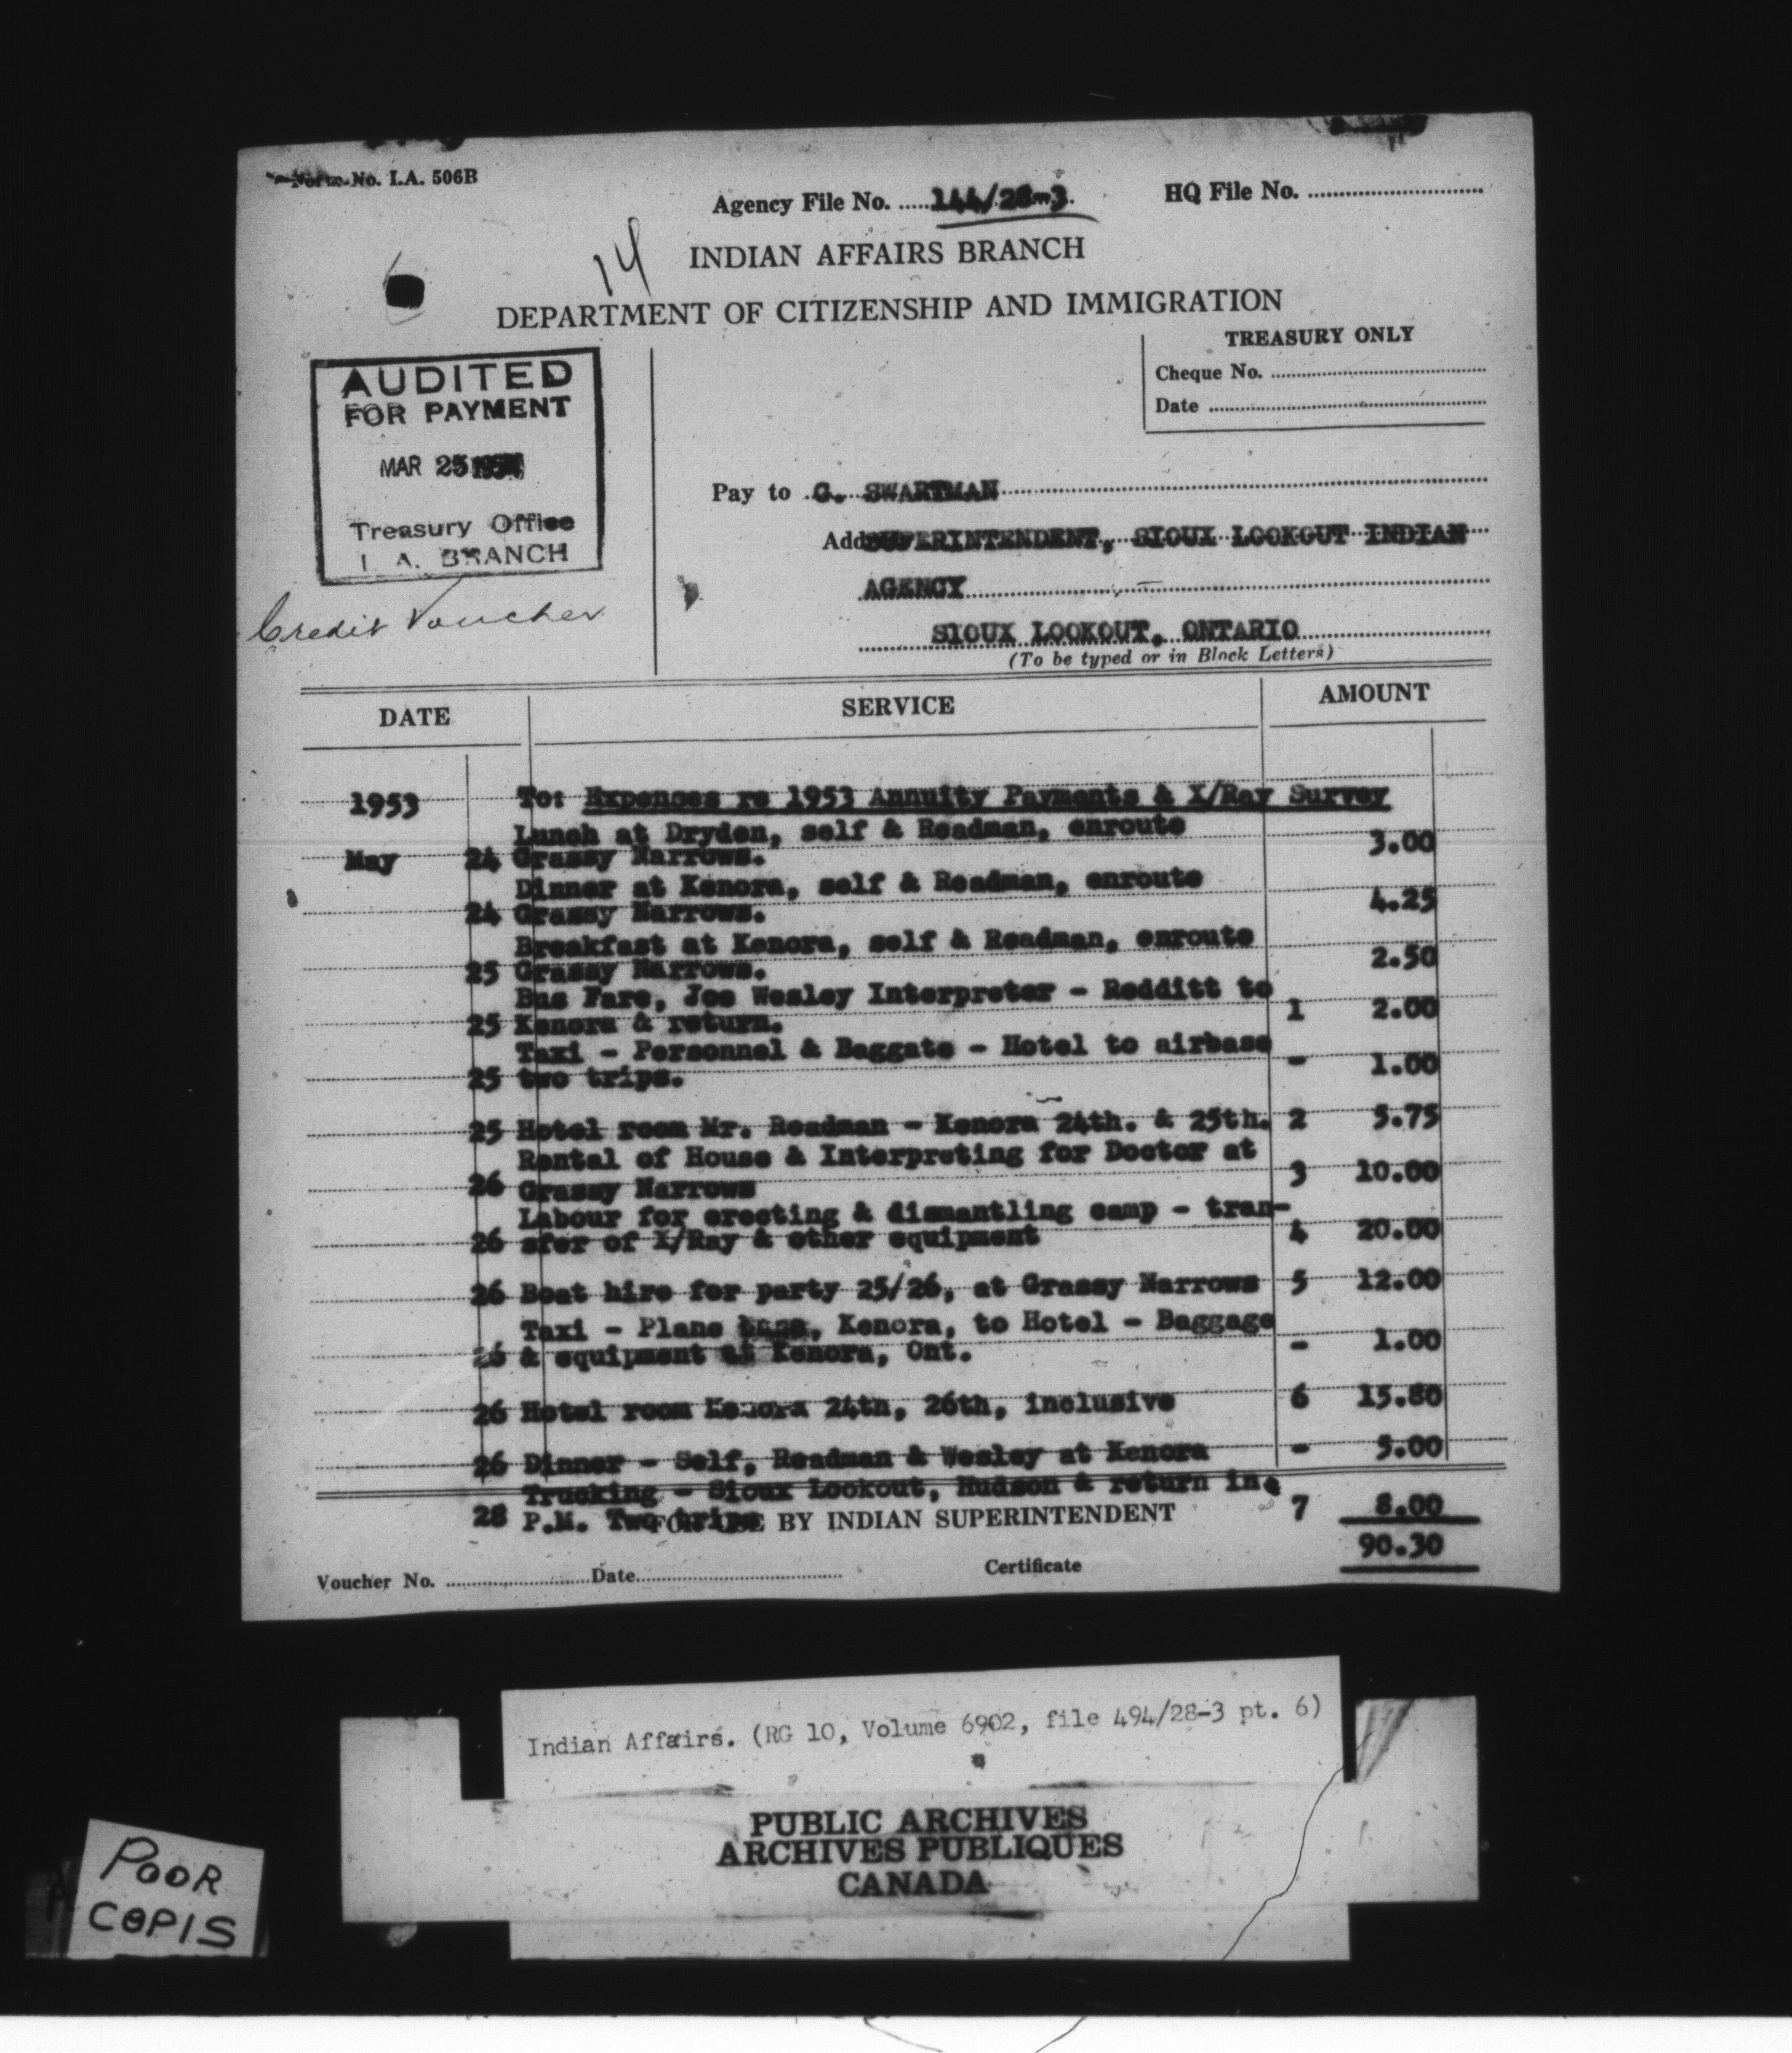 Form No. I.A. 506B
Agency File No. 144/28-3. HQ File No.
14
INDIAN AFFAIRS BRANCH
DEPARTMENT OF CITIZENSHIP AND IMMIGRATION
TREASURY ONLY
Cheque No.
Date
AUDITED
FOR PAYMENT
MAR 25 1954
Treasury Office
I. A. BRANCH
Credit Voucher
Pay to G. SWARTMAN
Add SUPERINTENDENT, SIOUX LOOKOUT INDIAN
AGENCY
SIOUX LOOKOUT, ONTARIO
(To be typed or in Block Letters)
DATE SERVICE AMOUNT
1953 To: Expences re 1953 Annuity Payments & X/Ray Survey
Lunch at Dryden, self & Readman, enroute
May 24 Grassy Narrows. 3.00
Dinner at Kenora, self & Readman, enroute
24 Grassy Narrows. 4.25
Breakfast at Kenora, self & Readman, enroute
25 Grassy Narrows. 2.50
Bus Fare, Joe Wesley Interpreter - Redditt to
25 Kenora & return. 1 2.00
Taxi - Personnel & Baggate - Hotel to airbase
25 two trips. - 1.00
25 Hotel room Mr. Readman - Kenora 24th. & 25th. 2 5.75
Rental of House & Interpreting for Doctor at
26 Grassy Narrows 3 10.00
Labour for erecting & dismantling camp - tran-
26 sfer of X/Ray & other equipment 4 20.00
26 Boat hire for party 25/26, at Grassy Narrows 5 12.00
Taxi - Plane base, Kenora, to Hotel - Baggage
26 & equipment at Kenora, Ont. - 1.00
26 Hotel room Kenora 24th, 26th, inclusive 6 15.80
26 Dinner - Self, Readman & Wesley at Kenora - 5.00
Trucking - Sioux Lookout, Hudson & return in.
28 P.M. Two trips 7 8.00
FOR USE BY INDIAN SUPERINTENDENT
90.30
Voucher No. Date Certificate
Indian Affairs. (RG 10, Volume 6902, file 494/28-3 pt. 6)
PUBLIC ARCHIVES
ARCHIVES PUBLIQUES
CANADA
POOR
COPIS